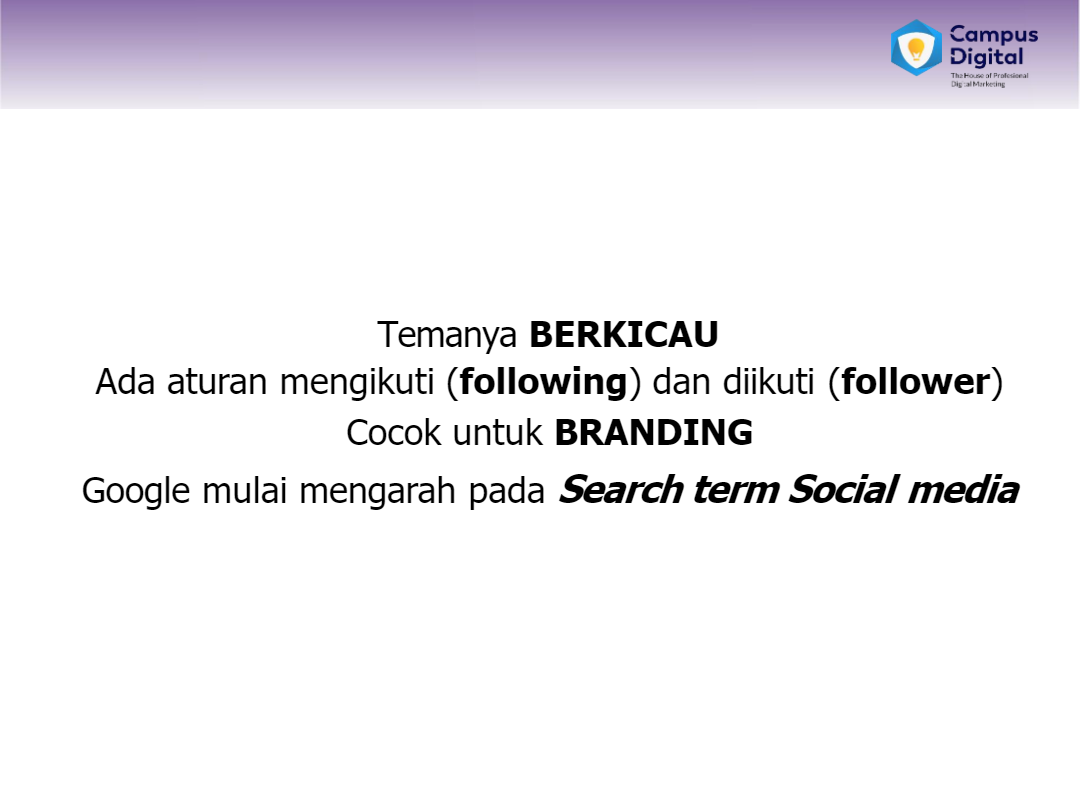 Campus
Digital
The House of Profesional
Digital Marketing
Temanya BERKICAU
Ada aturan mengikuti (following) dan diikuti (follower)
Cocok untuk BRANDING
Google mulai mengarah pada Search term Social media